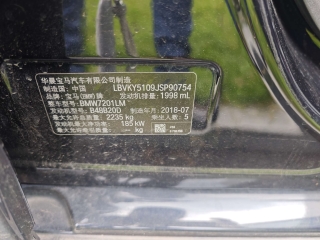 华晨宝马汽车有限公司制造
制造国：中国 LBVKY5109JSP90754
品牌：宝马(BMW)牌 发动机排量：1998 mL
整车型号：BMW7201LM
发动机型号：B48B20D 制造年月：2018-07
最大允许总质量：2235 kg 乘坐人数：5
发动机最大净功率：185 kW